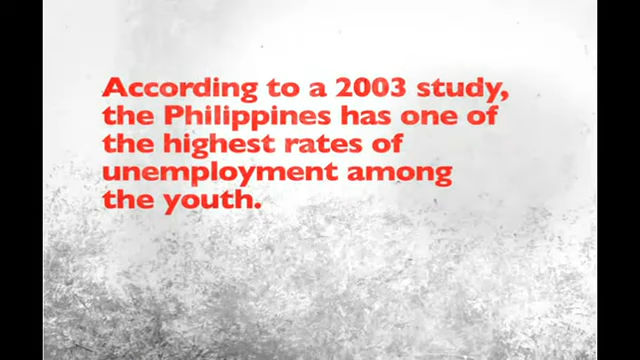 According to a 2003 study,
the Philippines has one of
the highest rates of
unemployment among
the youth.